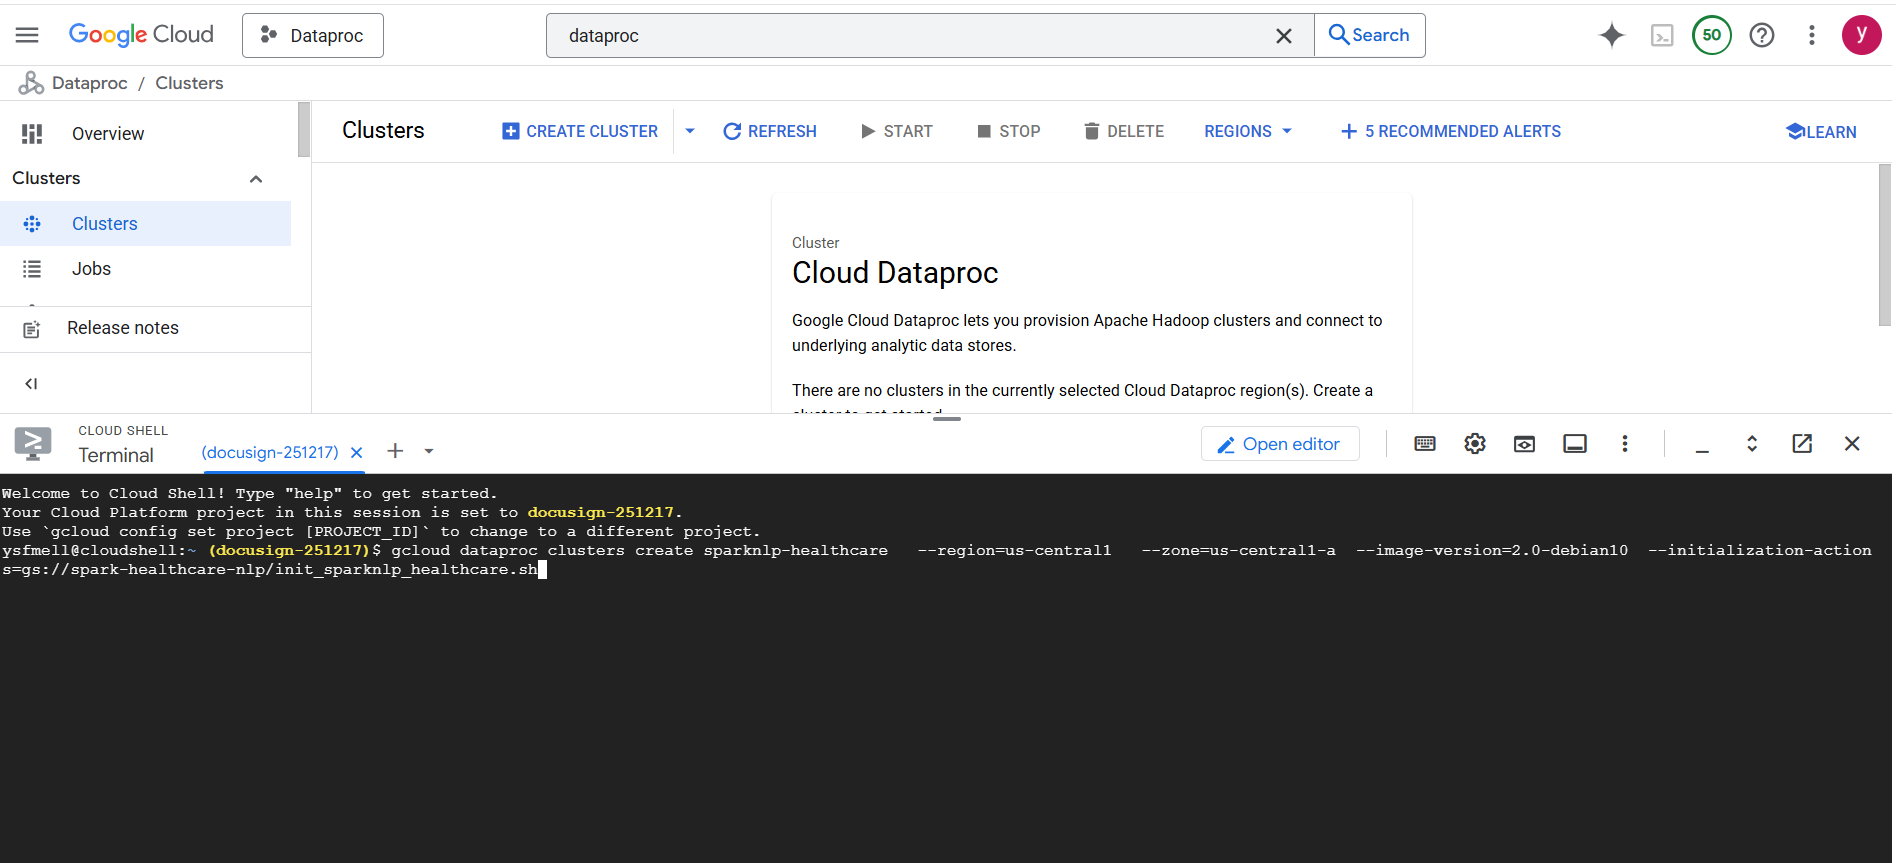 Google Cloud
Dataproc
dataproc
Search
50
y
Dataproc / Clusters
Overview
Clusters
Clusters
Jobs
Release notes
Clusters
CREATE CLUSTER
REFRESH
START
STOP
DELETE
REGIONS
5 RECOMMENDED ALERTS
LEARN
Cluster
Cloud Dataproc
Google Cloud Dataproc lets you provision Apache Hadoop clusters and connect to
underlying analytic data stores.
There are no clusters in the currently selected Cloud Dataproc region(s). Create a
cluster to get started.
CLOUD SHELL
Terminal
(docusign-251217)
Open editor
Welcome to Cloud Shell! Type "help" to get started.
Your Cloud Platform project in this session is set to docusign-251217.
Use `gcloud config set project [PROJECT_ID]` to change to a different project.
ysfmell@cloudshell:~ (docusign-251217)$ gcloud dataproc clusters create sparknlp-healthcare   --region=us-central1   --zone=us-central1-a  --image-version=2.0-debian10  --initialization-action
s=gs://spark-healthcare-nlp/init_sparknlp_healthcare.sh